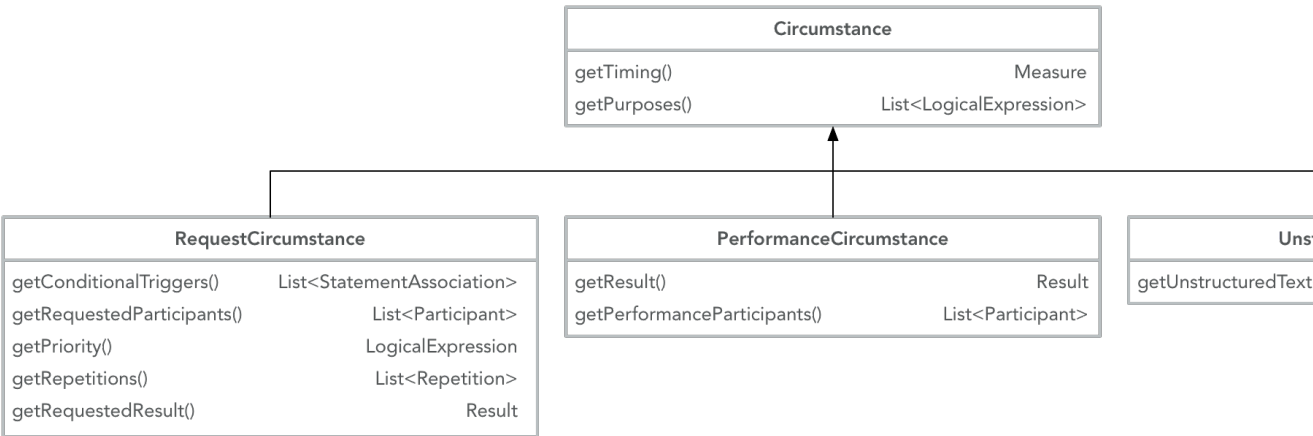 Circumstance
getTiming() Measure
getPurposes() List<LogicalExpression>
RequestCircumstance
getConditionalTriggers() List<StatementAssociation>
getRequestedParticipants() List<Participant>
getPriority() LogicalExpression
getRepetitions() List<Repetition>
getRequestedResult() Result
PerformanceCircumstance
getResult() Result
getPerformanceParticipants() List<Participant>
Uns
getUnstructuredText